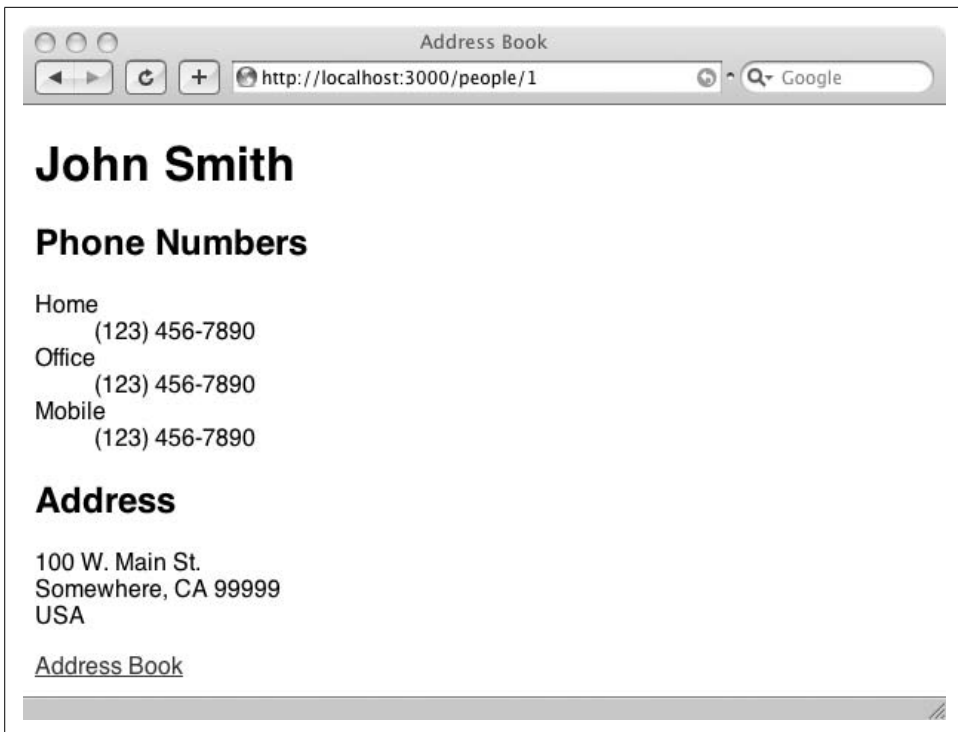 Address Book
http://localhost:3000/people/1
Google
John Smith
Phone Numbers
Home
(123) 456-7890
Office
(123) 456-7890
Mobile
(123) 456-7890
Address
100 W. Main St.
Somewhere, CA 99999
USA
Address Book